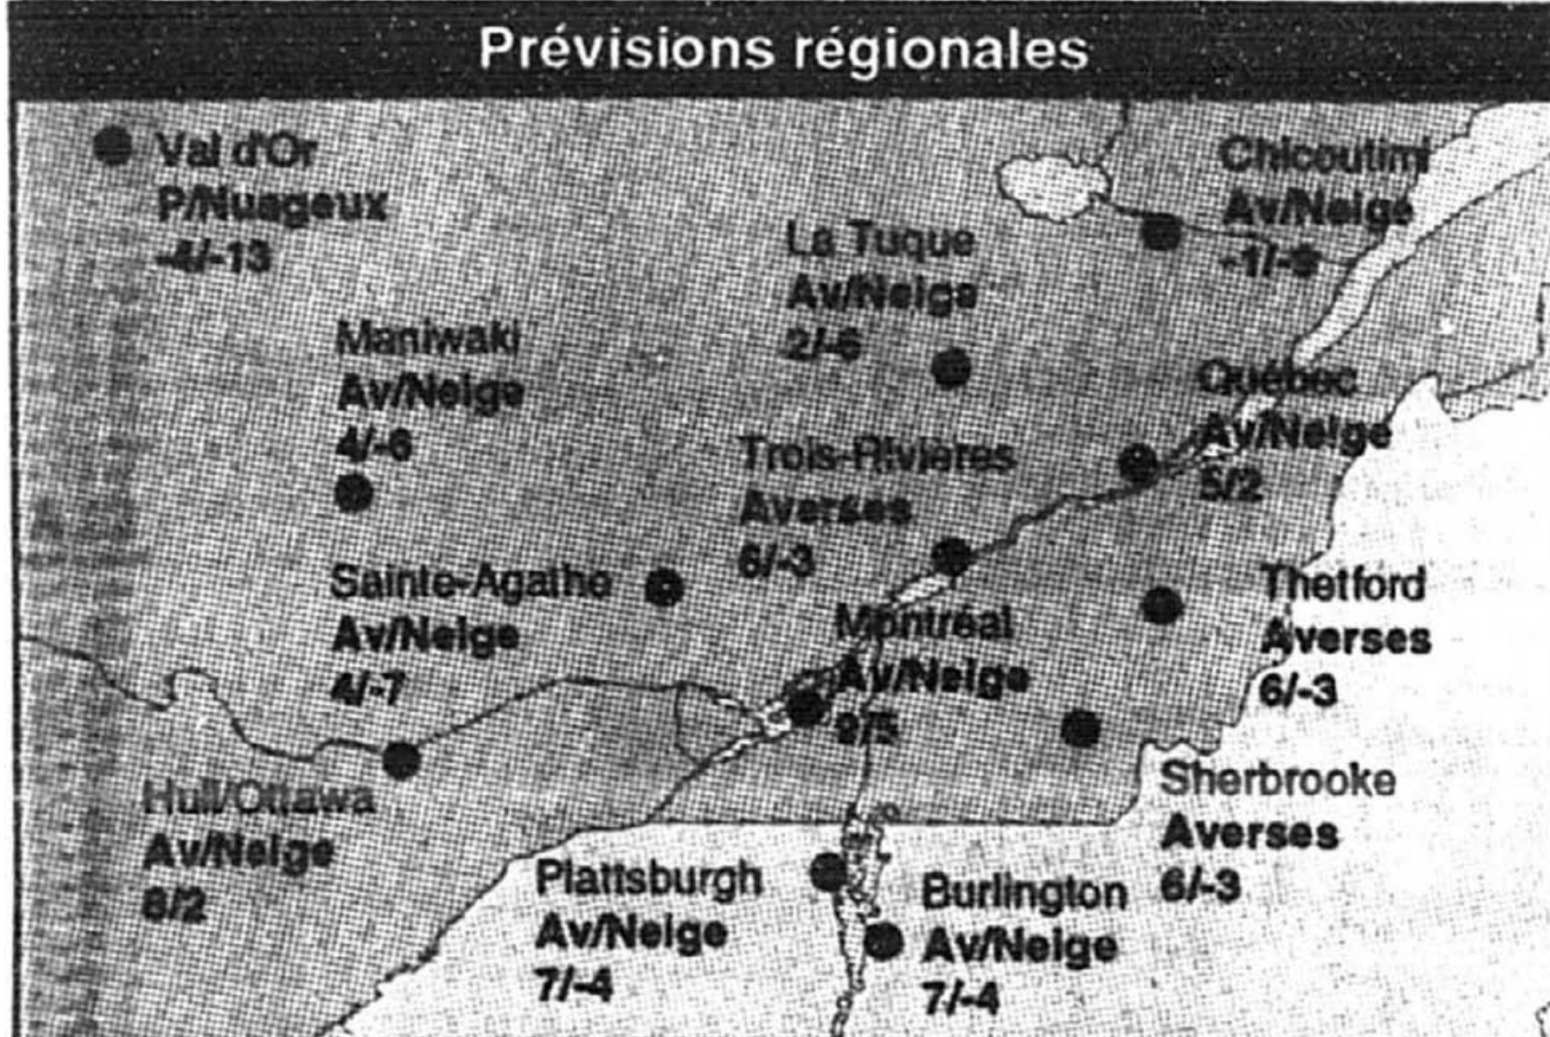 Prévisions régionales
Val d'Or
P/Nuageux
-4/-13
Chicoutimi
Av/Neige
La Tuque
Av/Neige
2/-6
Maniwaki
Av/Neige
4/-6
Québec
Av/Neige
5/2
Trois-Rivières
Averses
6/-3
Sainte-Agathe
Av/Neige
4/-7
Montréal
Av/Neige
9/5
Thetford
Averses
6/-3
Hull/Ottawa
Av/Neige
Sherbrooke
Averses
6/-3
Plattsburgh
Av/Neige
7/-4
Burlington
Av/Neige
7/-4